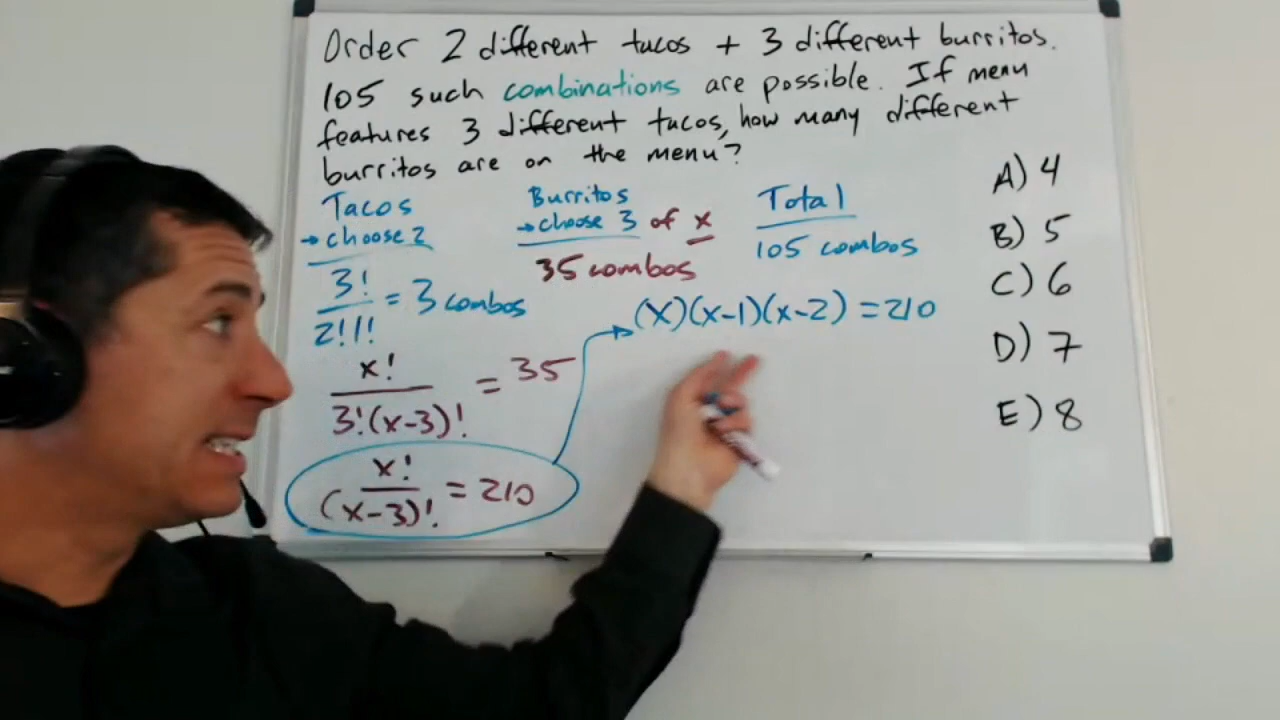 Order 2 different tacos + 3 different burritos.
105 such combinations are possible. If menu
features 3 different tacos, how many different
burritos are on the menu?
Tacos
→ choose 2
3!
2!1!
= 3 combos
Burritos
→ choose 3 of x
35 combos
Total
105 combos
x!
3!(x-3)!
= 35
x!
(x-3)!
= 210
(x)(x-1)(x-2) = 210
A) 4
B) 5
C) 6
D) 7
E) 8